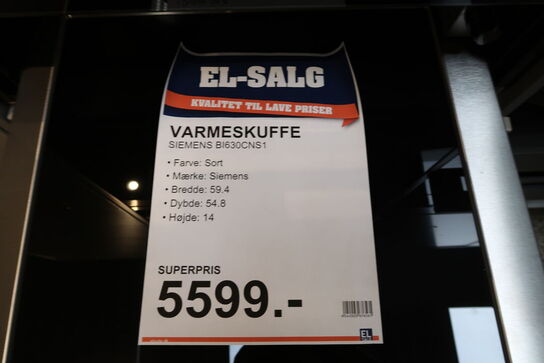 EL-SALG
KVALITET TIL LAVE PRISER
VARMESKUFFE
SIEMENS BI630CNS1
• Farve: Sort
• Mærke: Siemens
• Bredde: 59.4
• Dybde: 54.8
• Højde: 14
SUPERPRIS
5599.-
EL